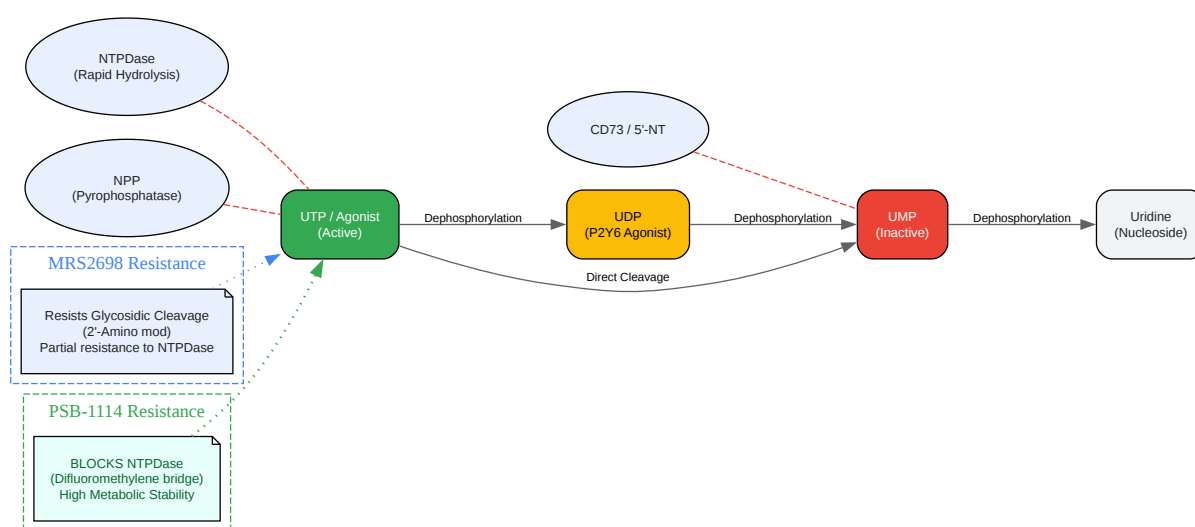 NTPDase
(Rapid Hydrolysis)
NPP
(Pyrophosphatase)
CD73 / 5'-NT
UTP / Agonist
(Active)
Dephosphorylation
UDP
(P2Y6 Agonist)
Dephosphorylation
UMP
(Inactive)
Dephosphorylation
Uridine
(Nucleoside)
Direct Cleavage
MRS2698 Resistance
Resists Glycosidic Cleavage
(2'-Amino mod)
Partial resistance to NTPDase
PSB-1114 Resistance
BLOCKS NTPDase
(Difluoromethylene bridge)
High Metabolic Stability